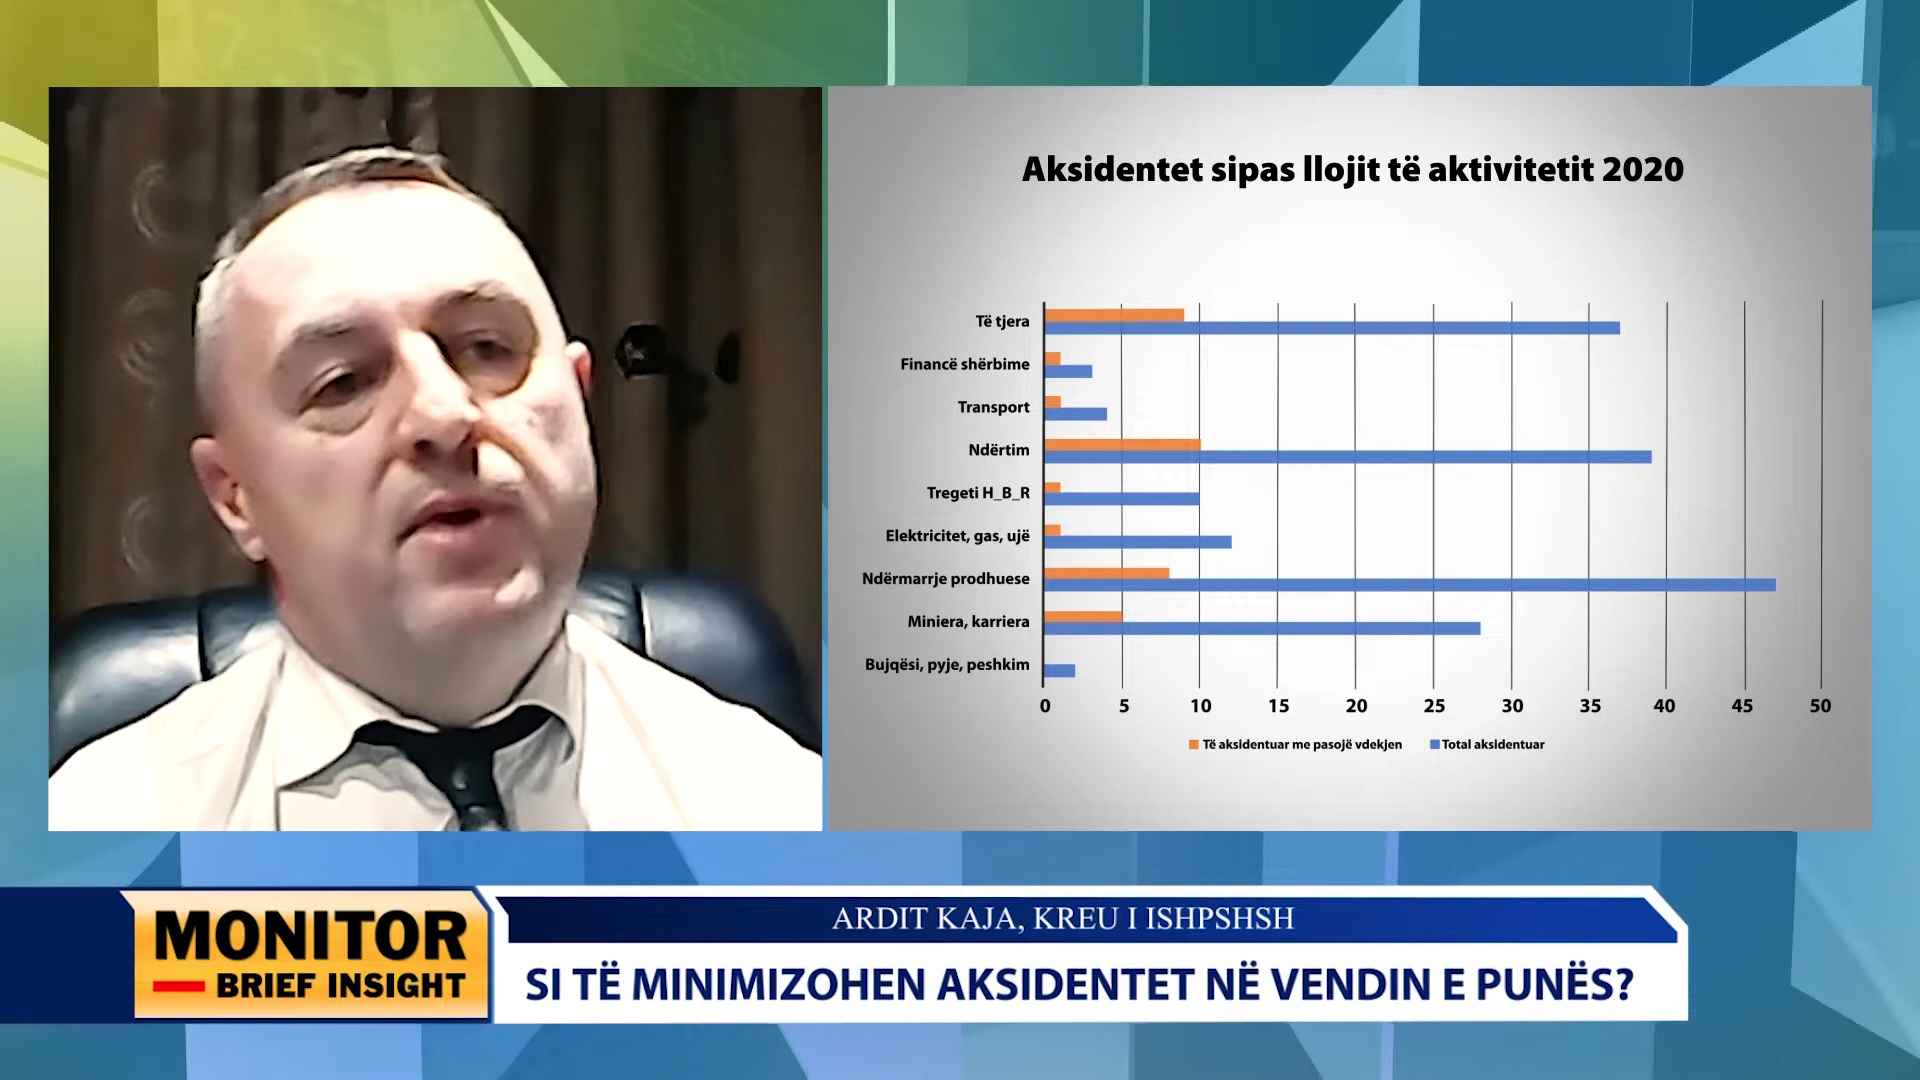 Aksidentet sipas llojit të aktivitetit 2020
Të tjera
Financë shërbime
Transport
Ndërtim
Tregeti H_B_R
Elektricitet, gas, ujë
Ndërmarrje prodhuese
Miniera, karriera
Bujqësi, pyje, peshkim
0 5 10 15 20 25 30 35 40 45 50
Të aksidentuar me pasojë vdekjen Total aksidentuar
MONITOR
BRIEF INSIGHT
ARDIT KAJA, KREU I ISHPSHSH
SI TË MINIMIZOHEN AKSIDENTET NË VENDIN E PUNËS?